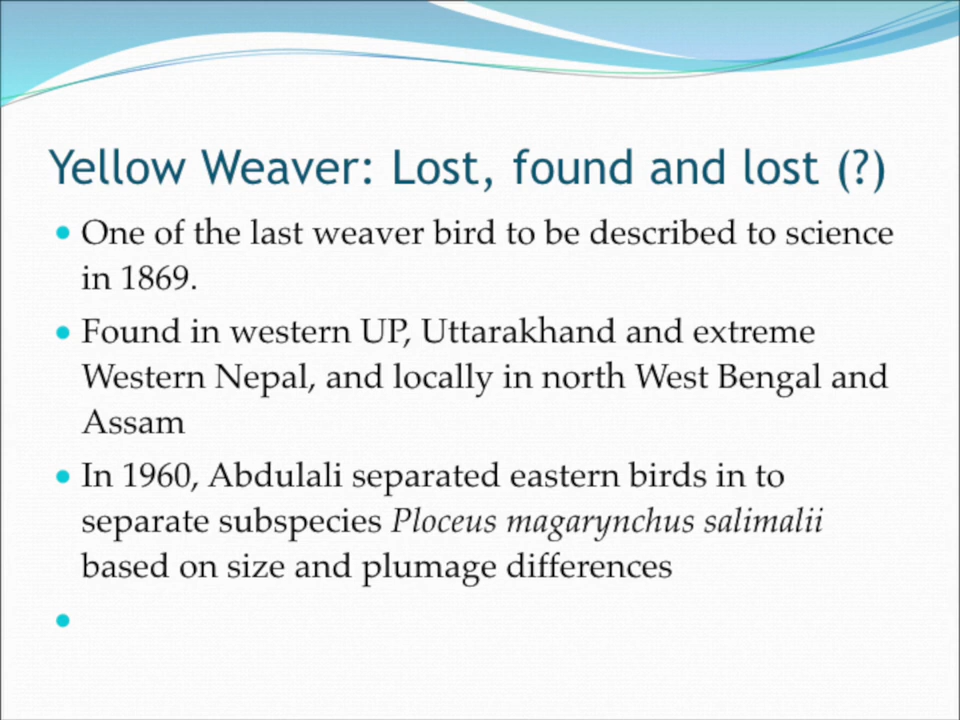 Yellow Weaver: Lost, found and lost (?)
• One of the last weaver bird to be described to science
in 1869.
• Found in western UP, Uttarakhand and extreme
Western Nepal, and locally in north West Bengal and
Assam
• In 1960, Abdulali separated eastern birds in to
separate subspecies Ploceus magarynchus salimalii
based on size and plumage differences
•